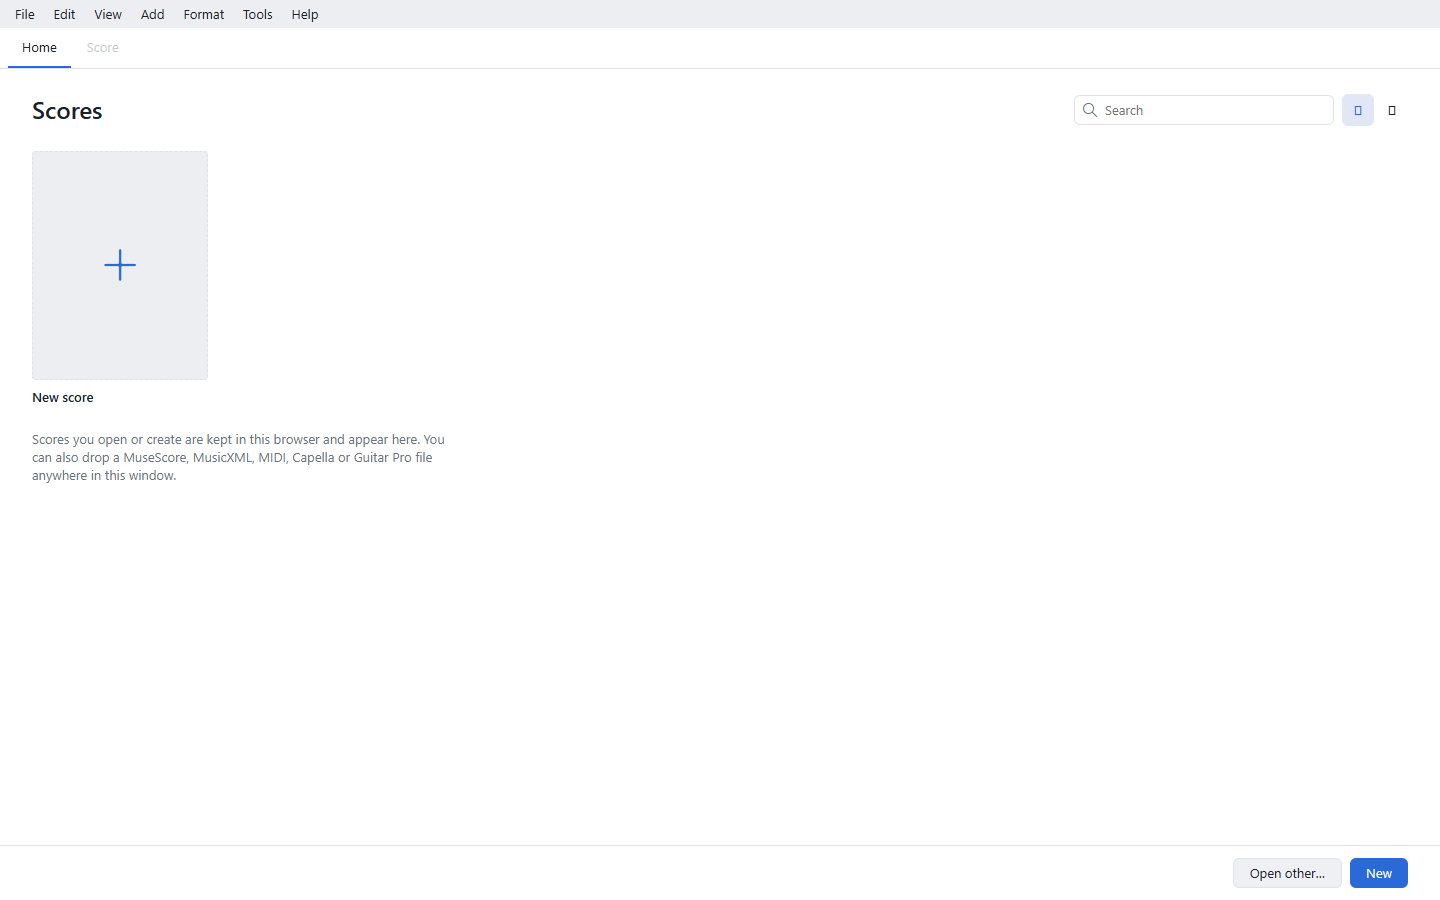 File Edit View Add Format Tools Help
Home Score
Scores
Search
New score
Scores you open or create are kept in this browser and appear here. You
can also drop a MuseScore, MusicXML, MIDI, Capella or Guitar Pro file
anywhere in this window.
Open other... New